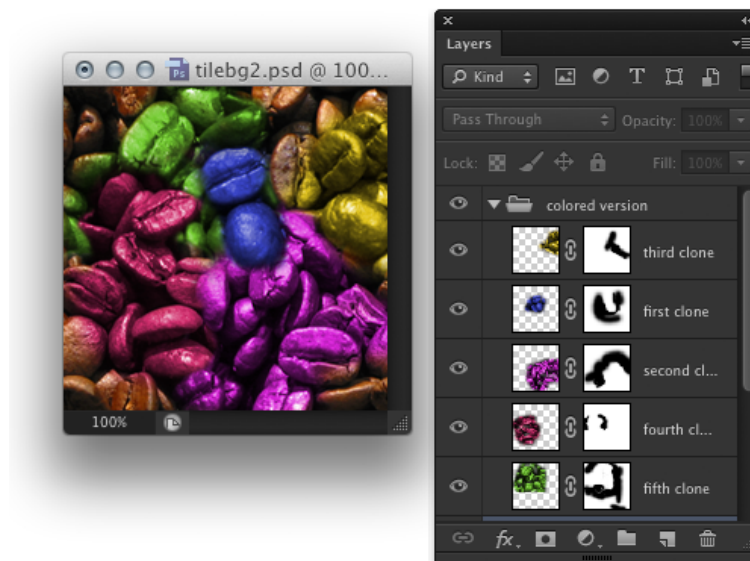 Ps tilebg2.psd @ 100...
100%
Layers
Kind
T
Pass Through Opacity: 100%
Lock: Fill: 100%
colored version
third clone
first clone
second cl...
fourth cl...
fifth clone
fx.